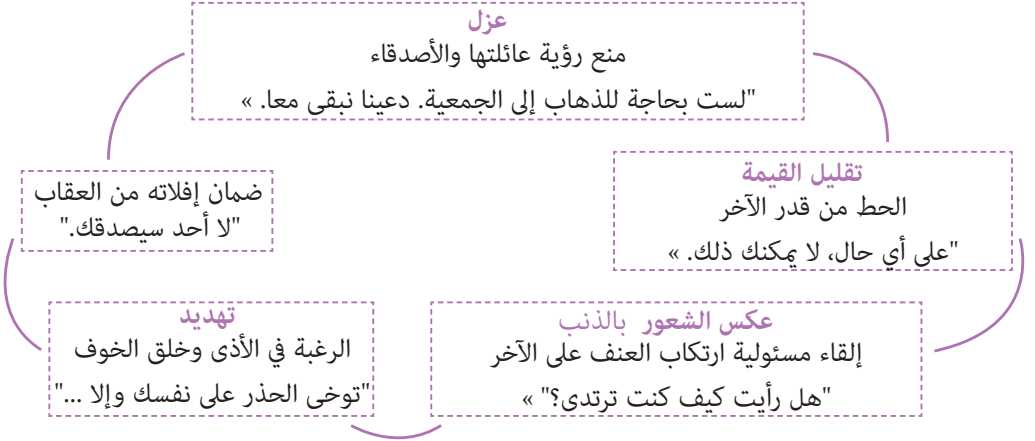 عزل
منع رؤية عائلتها والأصدقاء
"لست بحاجة للذهاب إلى الجمعية. دعينا نبقى معا. »
تقليل القيمة
الحط من قدر الآخر
"على أي حال، لا يمكنك ذلك. »
عكس الشعور بالذنب
إلقاء مسئولية ارتكاب العنف على الآخر
"هل رأيت كيف كنت ترتدى؟" »
تهديد
الرغبة في الأذى وخلق الخوف
"توخى الحذر على نفسك وإلا ..."
ضمان إفلاته من العقاب
"لا أحد سيصدقك."